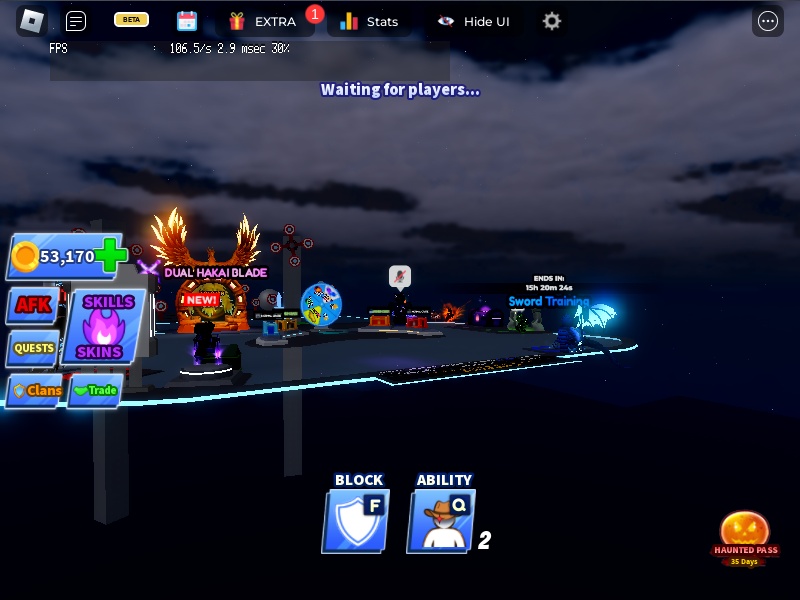 BETA
EXTRA
1
Stats
Hide UI
FPS : 106.5/s 2.9 msec 30%
Waiting for players...
53,170
DUAL HAKAI BLADE
NEW!
ENDS IN:
15h 20m 24s
Sword Training
AFK
SKILLS
SKINS
QUESTS
Clans
Trade
BLOCK
F
ABILITY
Q
2
HAUNTED PASS
35 Days